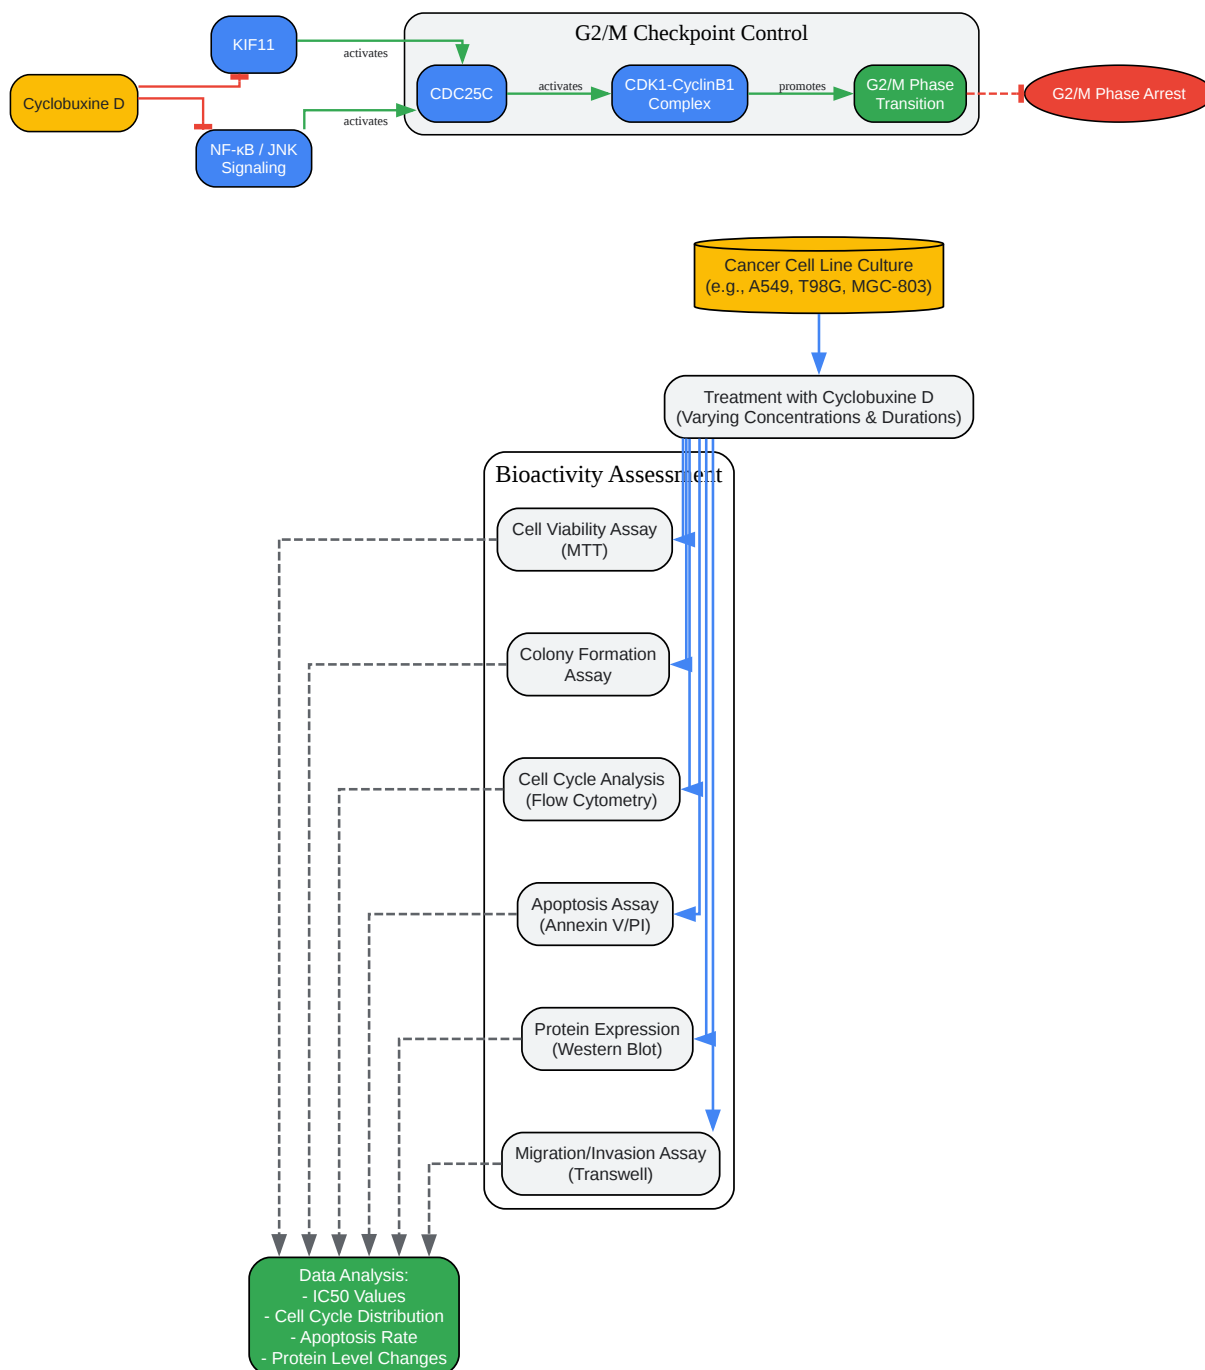 G2/M Checkpoint Control
KIF11
activates
Cyclobuxine D
CDC25C
activates
CDK1-CyclinB1
Complex
promotes
G2/M Phase
Transition
G2/M Phase Arrest
activates
NF-κB / JNK
Signaling
Cancer Cell Line Culture
(e.g., A549, T98G, MGC-803)
Treatment with Cyclobuxine D
(Varying Concentrations & Durations)
Bioactivity Assessment
Cell Viability Assay
(MTT)
Colony Formation
Assay
Cell Cycle Analysis
(Flow Cytometry)
Apoptosis Assay
(Annexin V/PI)
Protein Expression
(Western Blot)
Migration/Invasion Assay
(Transwell)
Data Analysis:
- IC50 Values
- Cell Cycle Distribution
- Apoptosis Rate
- Protein Level Changes